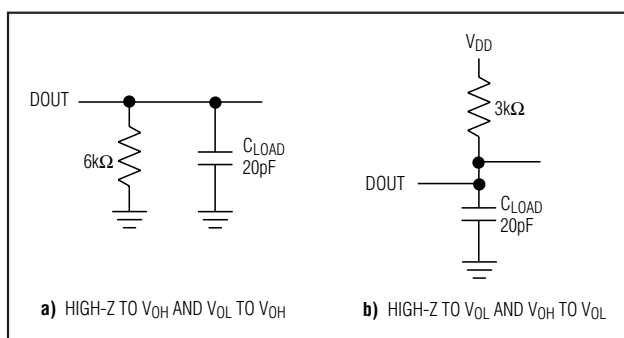 DOUT
6kΩ
CLOAD
20pF
a) HIGH-Z TO VOH AND VOL TO VOH
VDD
3kΩ
DOUT
CLOAD
20pF
b) HIGH-Z TO VOL AND VOH TO VOL